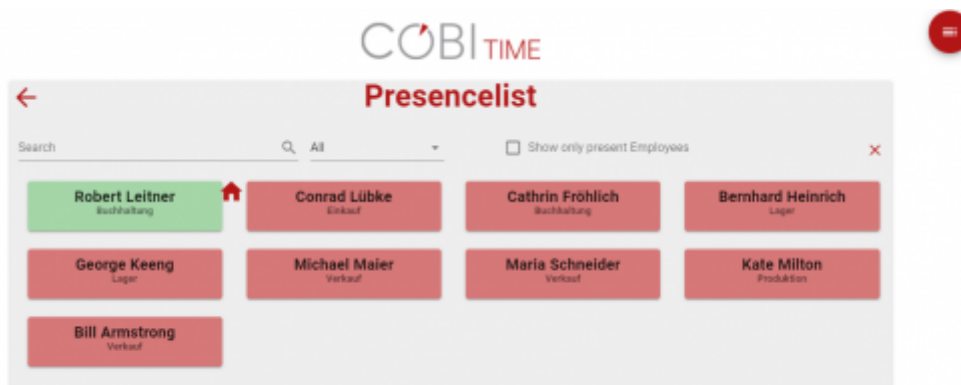 COBI TIME
Presencelist
Search All Show only present Employees
Robert Leitner Conrad Lübke Cathrin Fröhlich Bernhard Heinrich
Buchhaltung Einkauf Buchhaltung Lager
George Keeng Michael Maier Maria Schneider Kate Milton
Lager Verkauf Verkauf Produktion
Bill Armstrong
Verkauf